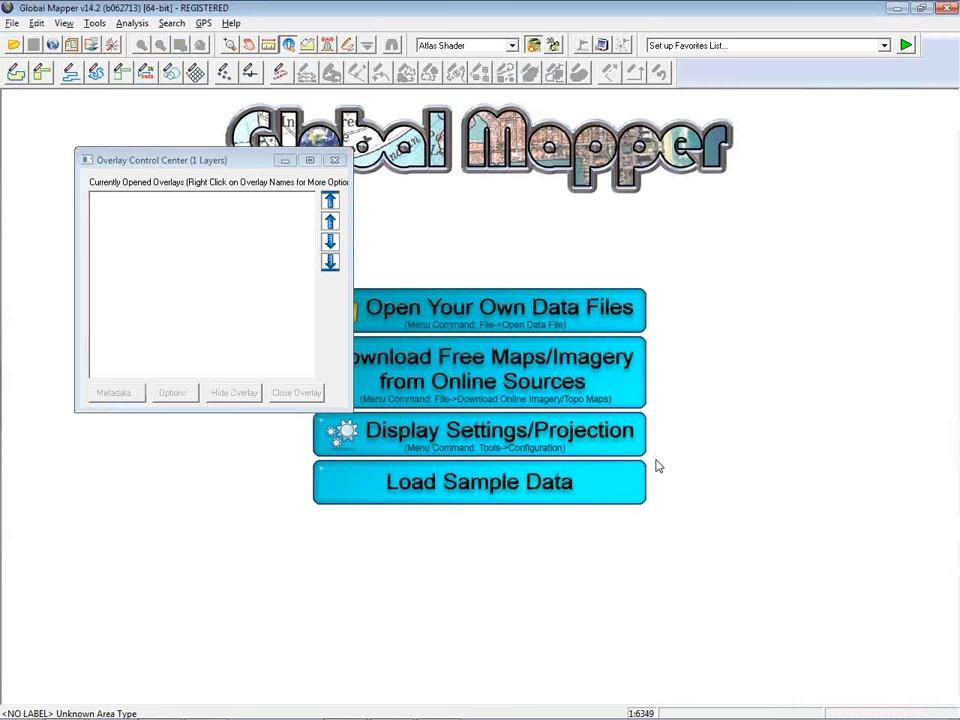 Global Mapper v14.2 (b062713) [64-bit] - REGISTERED
File Edit View Tools Analysis Search GPS Help
Atlas Shader
Set up Favorites List...
Global Mapper
Overlay Control Center (1 Layers)
Currently Opened Overlays (Right Click on Overlay Names for More Option
Metadata Options Hide Overlay Close Overlay
Open Your Own Data Files
(Menu Command: File->Open Data File)
ownload Free Maps/Imagery
from Online Sources
(Menu Command: File->Download Online Imagery/Topo Maps)
Display Settings/Projection
(Menu Command: Tools->Configuration)
Load Sample Data
<NO LABEL> Unknown Area Type
1:6349